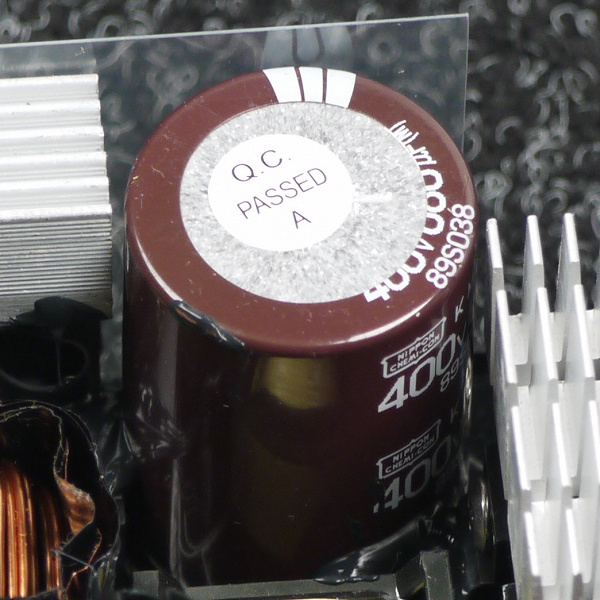 Q.C.
PASSED
A
400V
89S038
NIPPON
CHEMI-CON
K
400V
NIPPON
CHEMI-CON
K
400